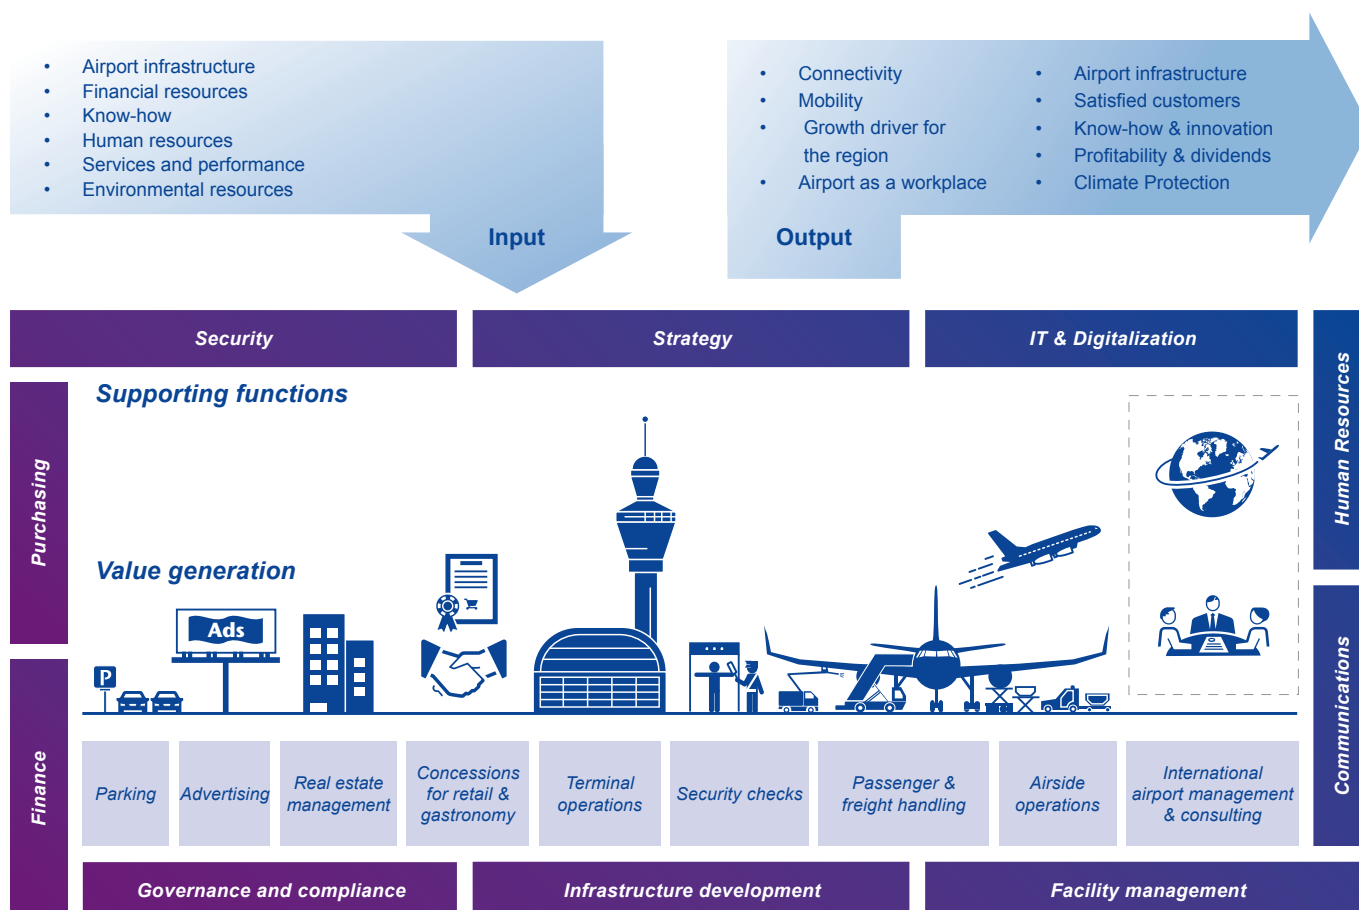 • Airport infrastructure
• Financial resources
• Know-how
• Human resources
• Services and performance
• Environmental resources
Input
• Connectivity
• Mobility
• Growth driver for
the region
• Airport as a workplace
• Airport infrastructure
• Satisfied customers
• Know-how & innovation
• Profitability & dividends
• Climate Protection
Output
Security
Strategy
IT & Digitalization
Human Resources
Communications
Purchasing
Finance
Supporting functions
Value generation
P
Ads
Parking
Advertising
Real estate
management
Concessions
for retail &
gastronomy
Terminal
operations
Security checks
Passenger &
freight handling
Airside
operations
International
airport management
& consulting
Governance and compliance
Infrastructure development
Facility management